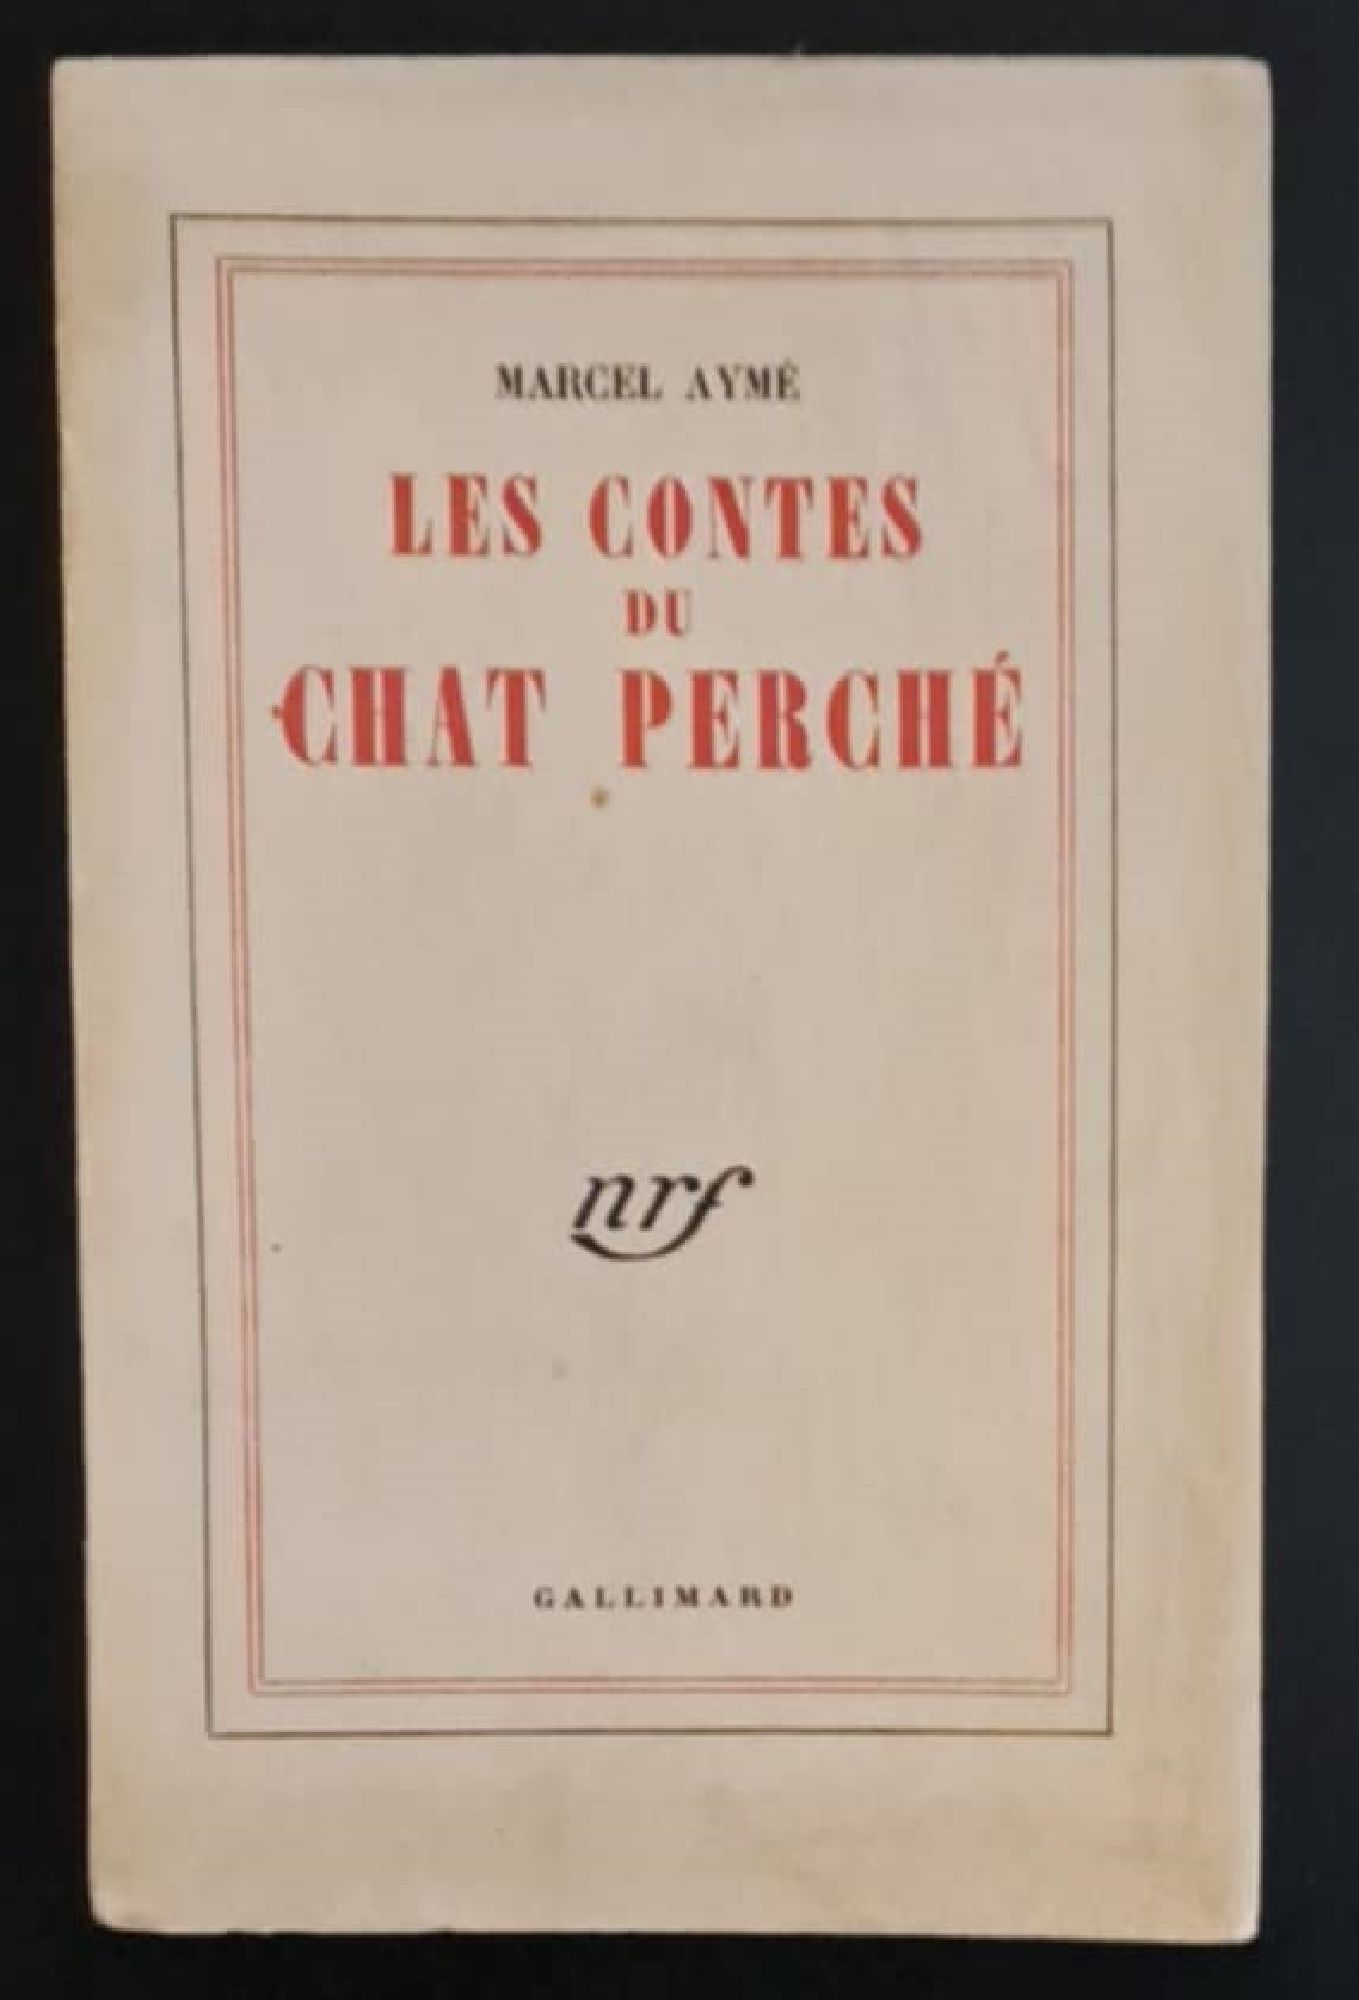 MARCEL AYMÉ
LES CONTES
DU
CHAT PERCHÉ
nrf
GALLIMARD